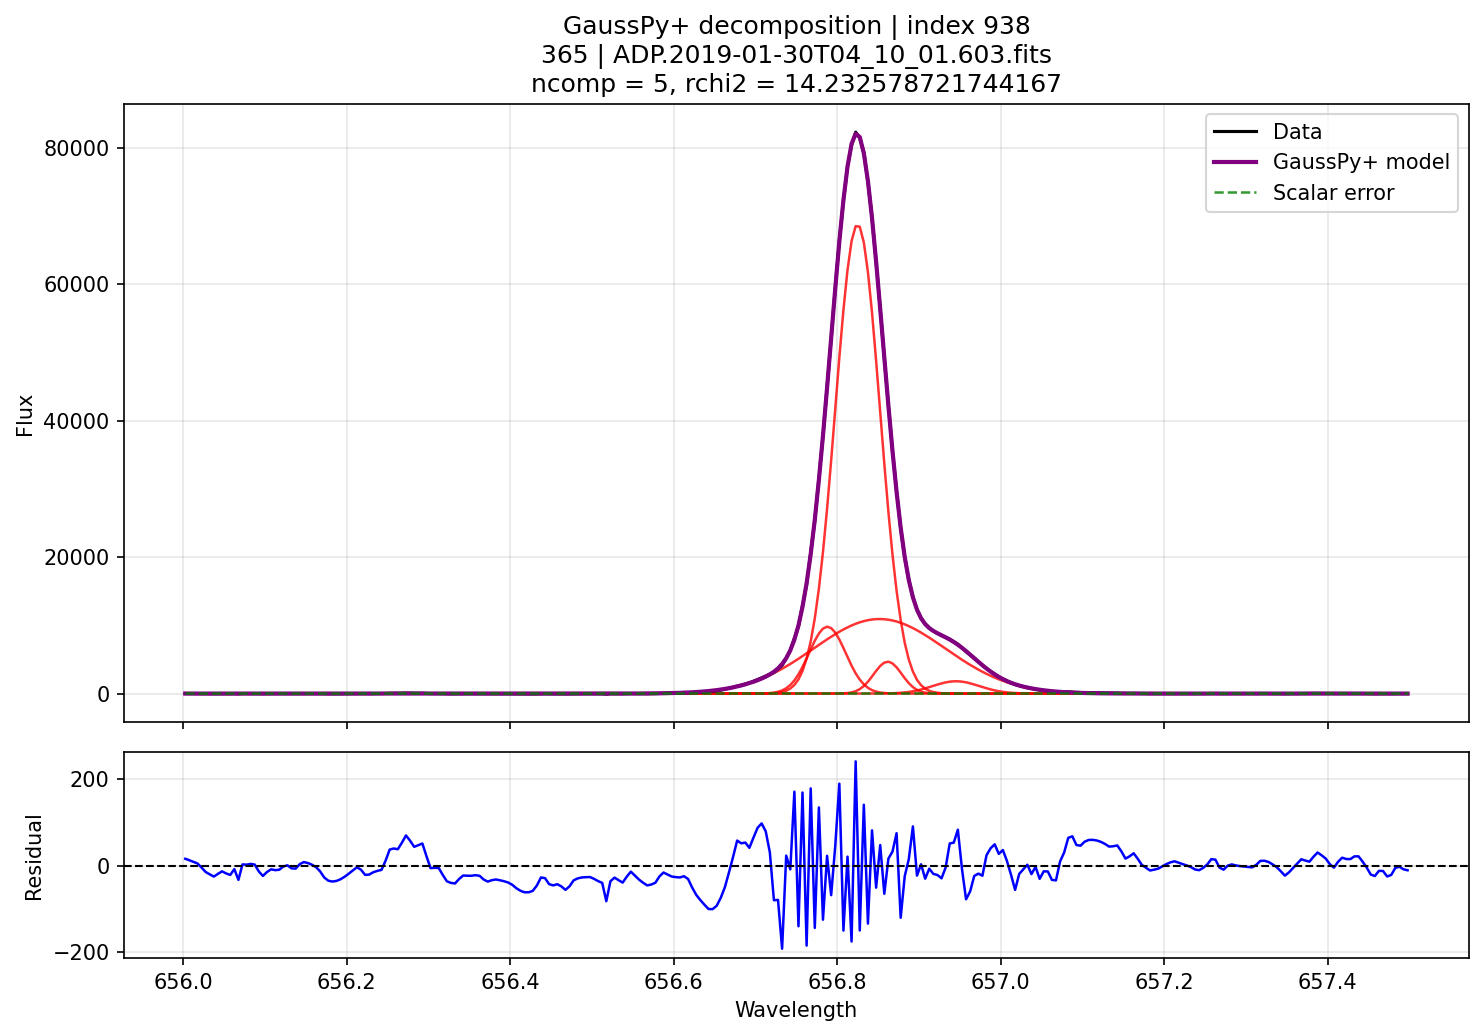 GaussPy+ decomposition | index 938
365 | ADP.2019-01-30T04_10_01.603.fits
ncomp = 5, rchi2 = 14.232578721744167
Data
GaussPy+ model
Scalar error
80000
60000
40000
20000
0
Flux
200
0
−200
Residual
656.0 656.2 656.4 656.6 656.8 657.0 657.2 657.4
Wavelength